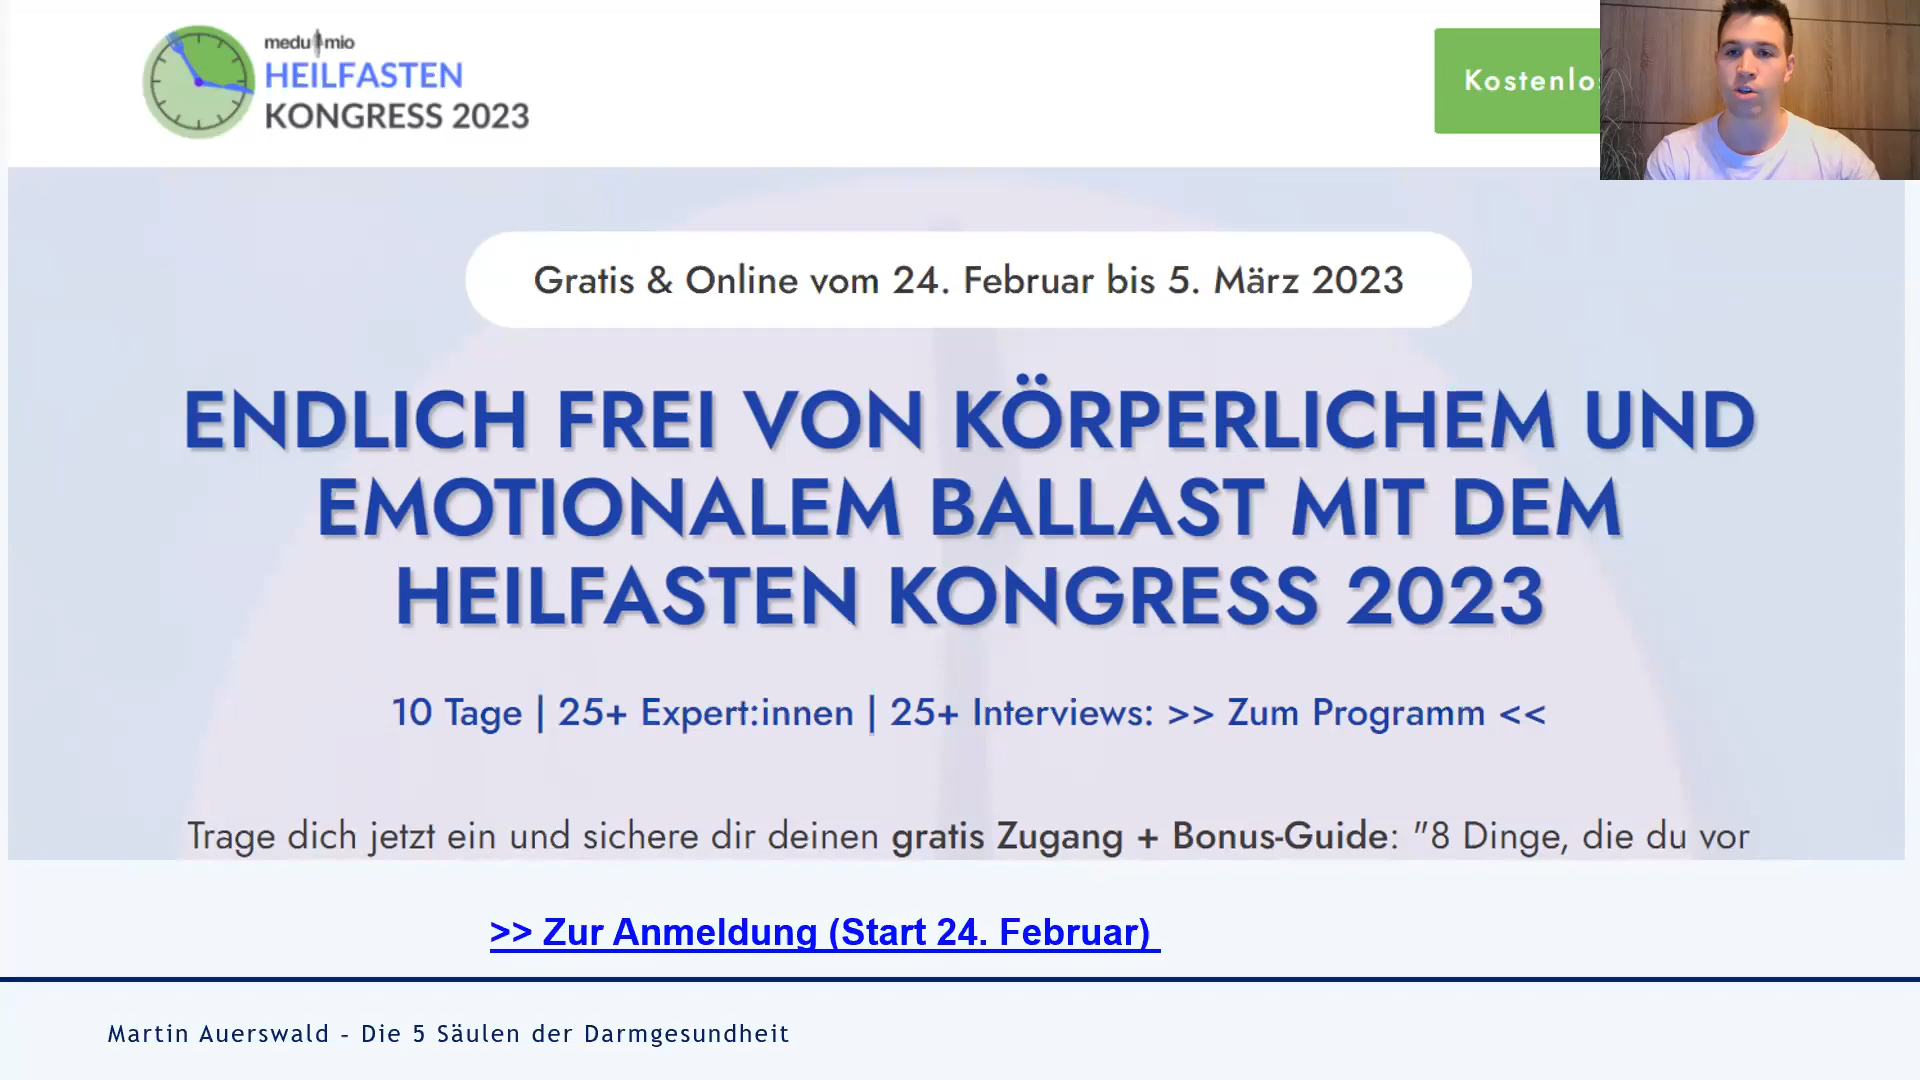 medumio
HEILFASTEN
KONGRESS 2023
Gratis & Online vom 24. Februar bis 5. März 2023
ENDLICH FREI VON KÖRPERLICHEM UND
EMOTIONALEM BALLAST MIT DEM
HEILFASTEN KONGRESS 2023
10 Tage | 25+ Expert:innen | 25+ Interviews: >> Zum Programm <<
Trage dich jetzt ein und sichere dir deinen gratis Zugang + Bonus-Guide: "8 Dinge, die du vor
>> Zur Anmeldung (Start 24. Februar)
Martin Auerswald - Die 5 Säulen der Darmgesundheit